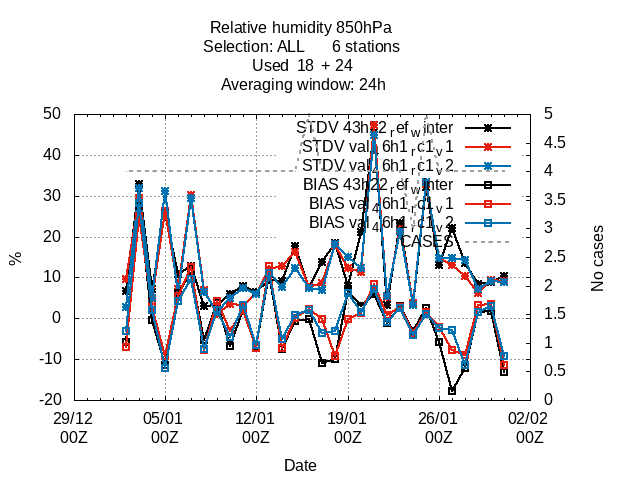 Relative humidity 850hPa
Selection: ALL 6 stations
Used 18 + 24
Averaging window: 24h
50
40
30
20
10
0
-10
-20
%
5
4.5
4
3.5
3
2.5
2
1.5
1
0.5
0
No cases
STDV 43h22_ref_winter
STDV val_46h1_rc1_v1
STDV val_46h1_rc1_v2
BIAS 43h22_ref_winter
BIAS val_46h1_rc1_v1
BIAS val_46h1_rc1_v2
CASES
29/12 05/01 12/01 19/01 26/01 02/02
00Z 00Z 00Z 00Z 00Z 00Z
Date